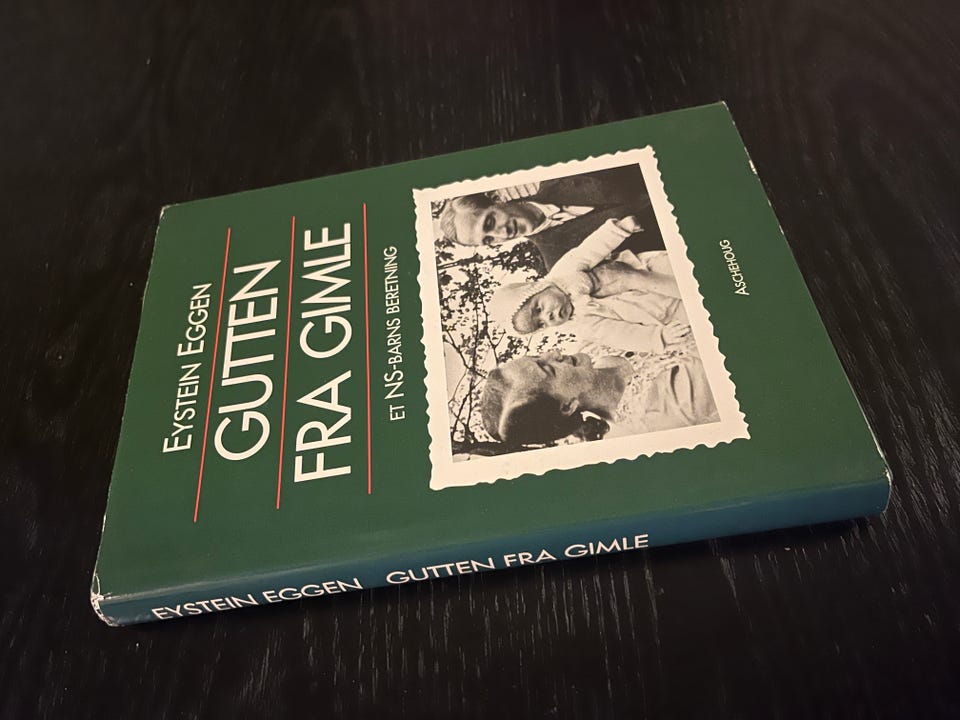 EYSTEIN EGGEN
GUTTEN
FRA GIMLE
ET NS-BARNS BERETNING
ASCHEHOUG
EYSTEIN EGGEN GUTTEN FRA GIMLE